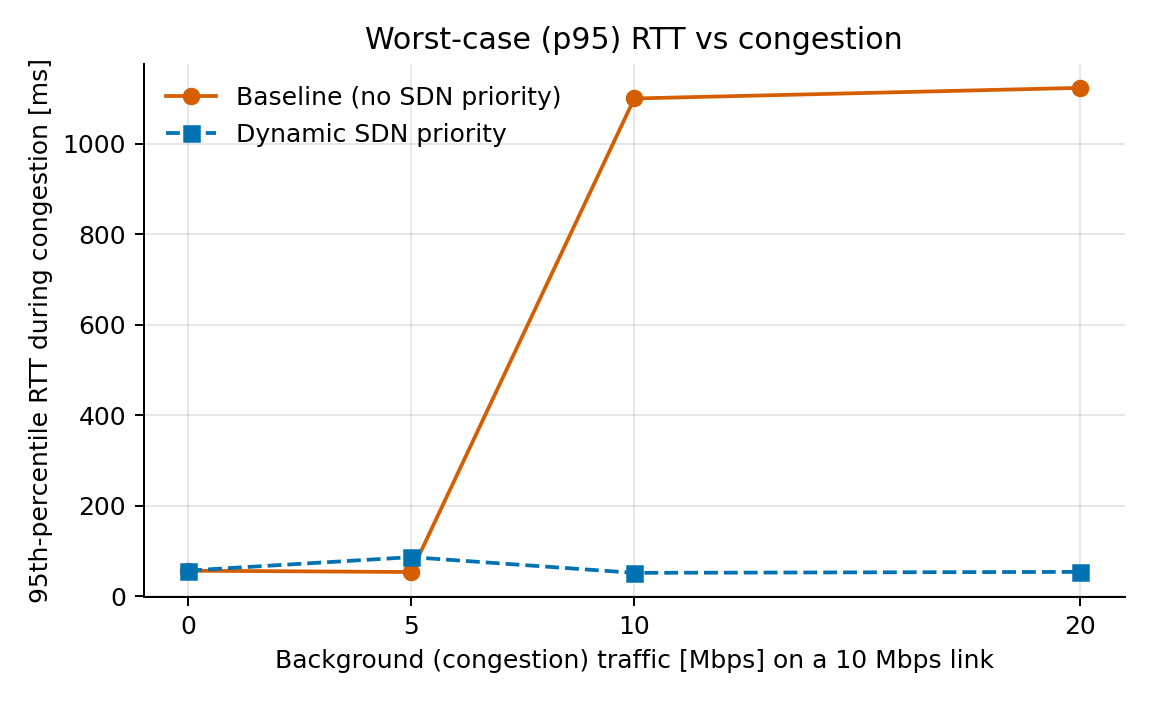 Worst-case (p95) RTT vs congestion
95th-percentile RTT during congestion [ms]
Baseline (no SDN priority)
Dynamic SDN priority
1000
800
600
400
200
0
0 5 10 20
Background (congestion) traffic [Mbps] on a 10 Mbps link